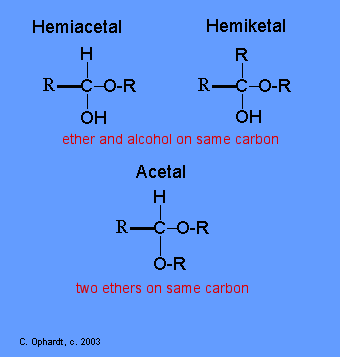 Hemiacetal Hemiketal
H R
R C O-R R C O-R
OH OH
ether and alcohol on same carbon
Acetal
H
R C O-R
O-R
two ethers on same carbon
C. Ophardt, c. 2003